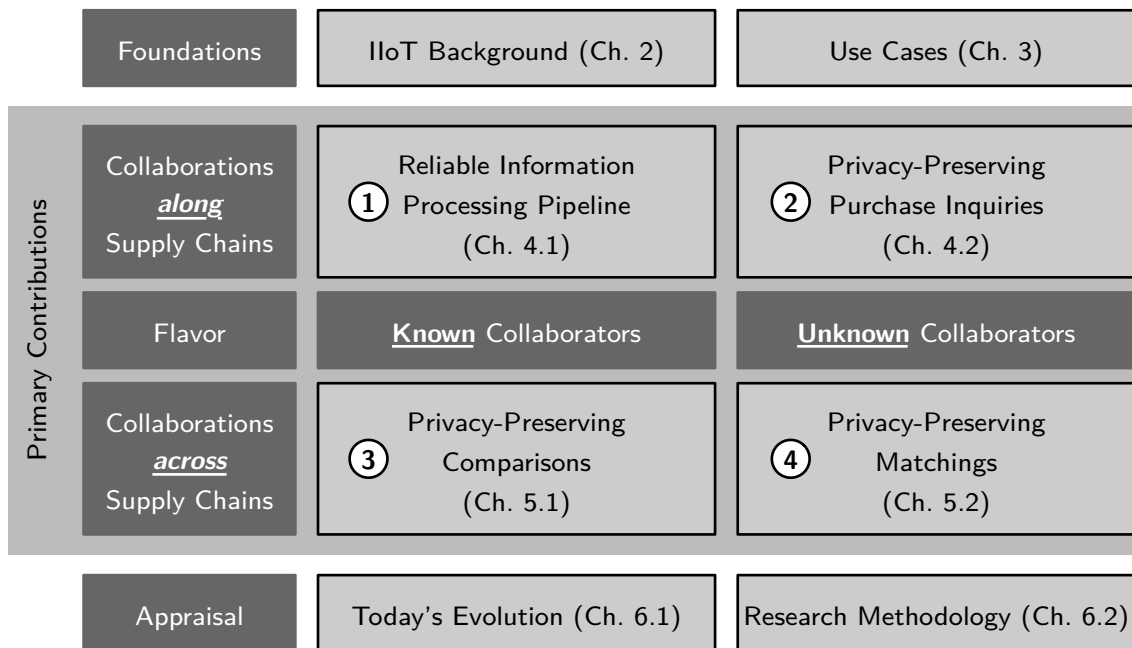 Foundations
IIoT Background (Ch. 2)
Use Cases (Ch. 3)
Primary Contributions
Collaborations
along
Supply Chains
1
Reliable Information
Processing Pipeline
(Ch. 4.1)
2
Privacy-Preserving
Purchase Inquiries
(Ch. 4.2)
Flavor
Known Collaborators
Unknown Collaborators
Collaborations
across
Supply Chains
3
Privacy-Preserving
Comparisons
(Ch. 5.1)
4
Privacy-Preserving
Matchings
(Ch. 5.2)
Appraisal
Today's Evolution (Ch. 6.1)
Research Methodology (Ch. 6.2)